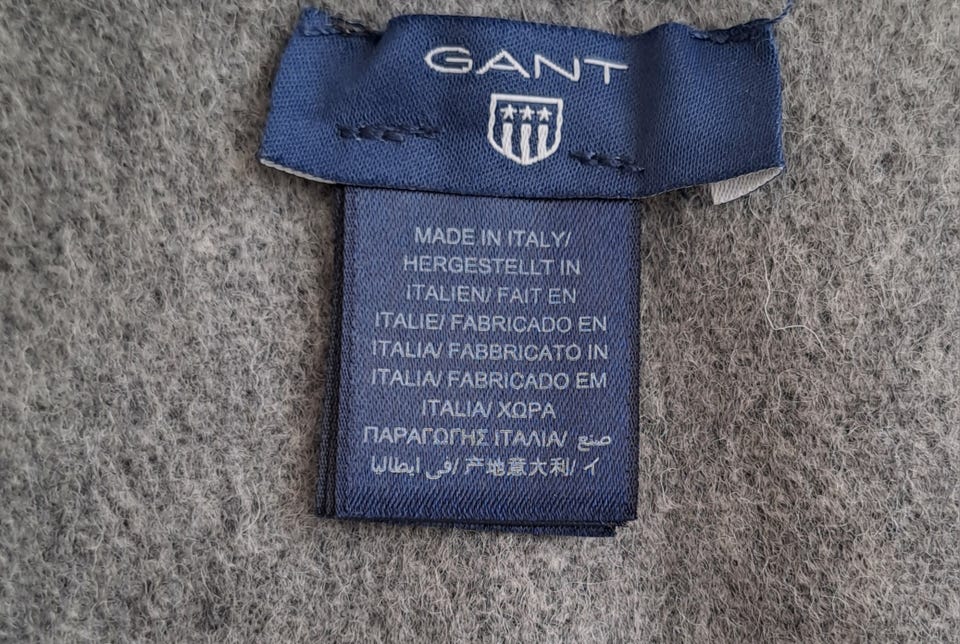 GANT
MADE IN ITALY/
HERGESTELLT IN
ITALIEN/ FAIT EN
ITALIE/ FABRICADO EN
ITALIA/ FABBRICATO IN
ITALIA/ FABRICADO EM
ITALIA/ ΧΩΡΑ
ΠΑΡΑΓΩΓΗΣ ΙΤΑΛΙΑ/ صنع
في ايطاليا/ 产地意大利/ イ